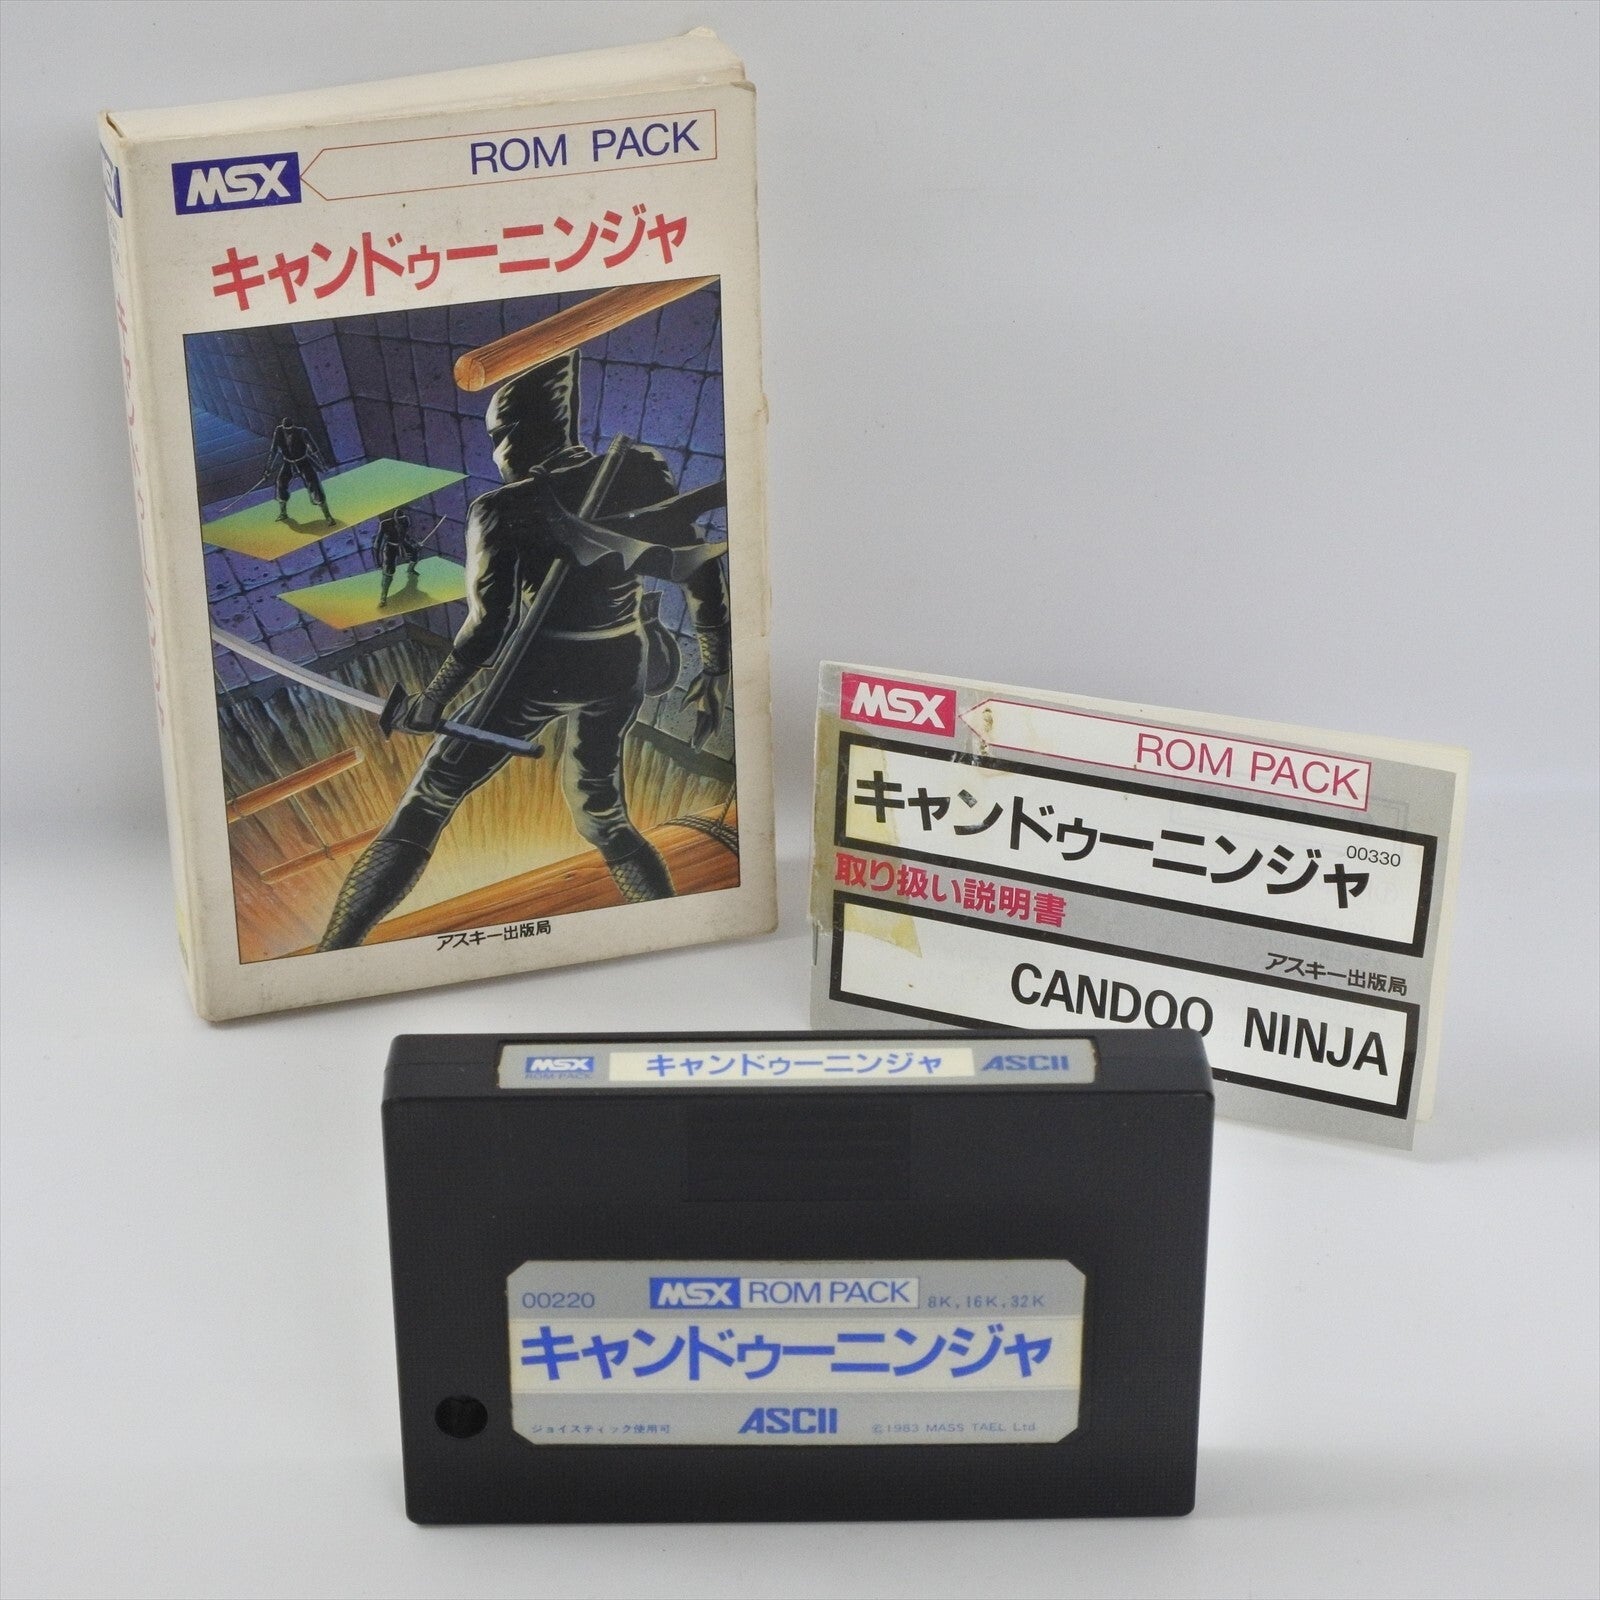 MSX ROM PACK
キャンドゥーニンジャ
アスキー出版局
MSX ROM PACK
キャンドゥーニンジャ
00330
取り扱い説明書
アスキー出版局
CANDOO NINJA
MSX キャンドゥーニンジャ ASCII
ROM PACK
00220 MSX ROM PACK 8K,16K,32K
キャンドゥーニンジャ
ジョイスティック使用可 ASCII ©1983 MASS TAEL Ltd.